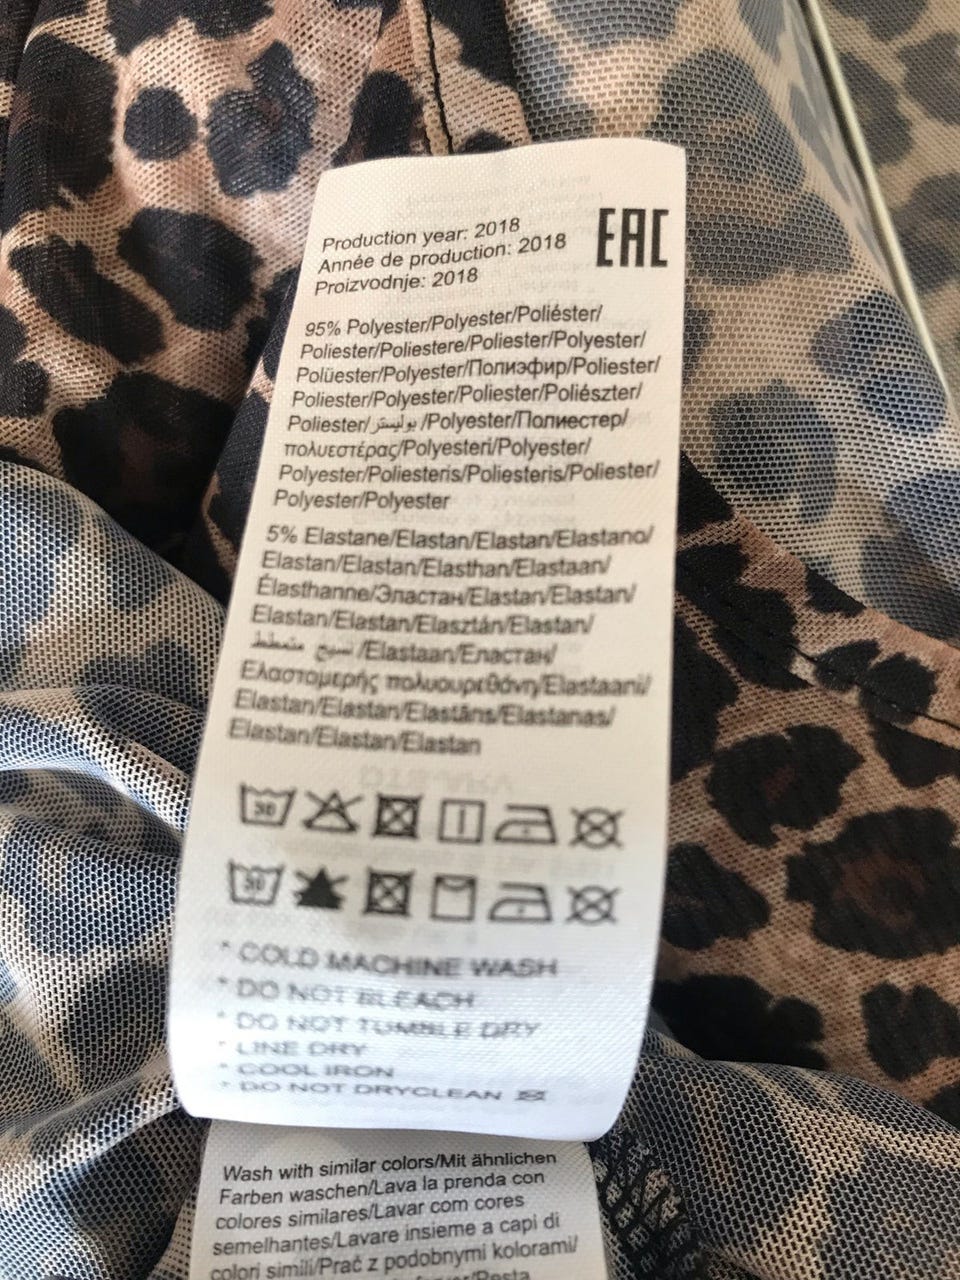 Production year: 2018
Année de production: 2018
Proizvodnje: 2018
EAC
95% Polyester/Polyester/Poliéster/
Poliester/Poliestere/Poliester/Polyester/
Polüester/Polyester/Полиэфир/Poliester/
Poliester/Polyester/Poliester/Poliészter/
Poliester/بوليستر/Polyester/Полиестер/
πολυεστέρας/Polyesteri/Polyester/
Polyester/Poliesteris/Poliesteris/Poliester/
Polyester/Polyester
5% Elastane/Elastan/Elastan/Elastano/
Elastan/Elastan/Elasthan/Elastaan/
Élasthanne/Эластан/Elastan/Elastan/
Elastan/Elastan/Elasztán/Elastan/
نسيج متمطط/Elastaan/Еластан/
Ελαστομερής πολυουρεθάνη/Elastaani/
Elastan/Elastan/Elastāns/Elastanas/
Elastan/Elastan/Elastan
30
30
* COLD MACHINE WASH
* DO NOT BLEACH
* DO NOT TUMBLE DRY
* LINE DRY
* COOL IRON
* DO NOT DRYCLEAN
Wash with similar colors/Mit ähnlichen
Farben waschen/Lava la prenda con
colores similares/Lavar com cores
semelhantes/Lavare insieme a capi di
colori simili/Prać z podobnymi kolorami/